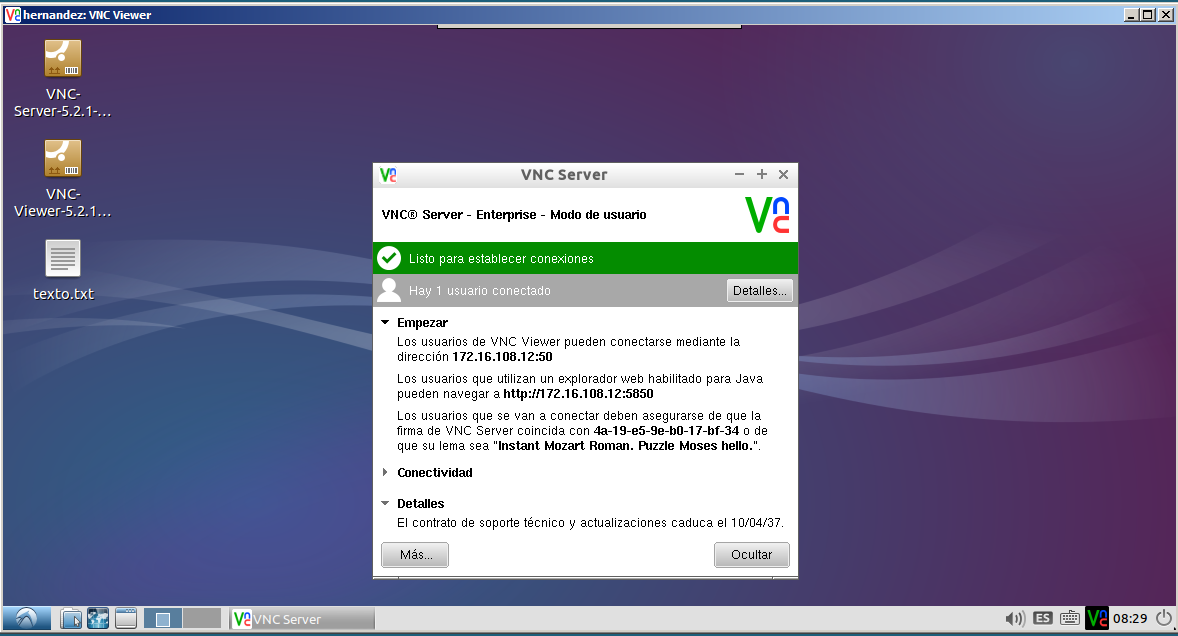 hernandez: VNC Viewer
VNC-
Server-5.2.1-...
VNC-
Viewer-5.2.1...
texto.txt
VNC Server
VNC® Server - Enterprise - Modo de usuario
Listo para establecer conexiones
Hay 1 usuario conectado
Detalles...
Empezar
Los usuarios de VNC Viewer pueden conectarse mediante la
dirección 172.16.108.12:50
Los usuarios que utilizan un explorador web habilitado para Java
pueden navegar a http://172.16.108.12:5850
Los usuarios que se van a conectar deben asegurarse de que la
firma de VNC Server coincida con 4a-19-e5-9e-b0-17-bf-34 o de
que su lema sea "Instant Mozart Roman. Puzzle Moses hello.".
Conectividad
Detalles
El contrato de soporte técnico y actualizaciones caduca el 10/04/37.
Más...
Ocultar
VNC Server
ES
08:29